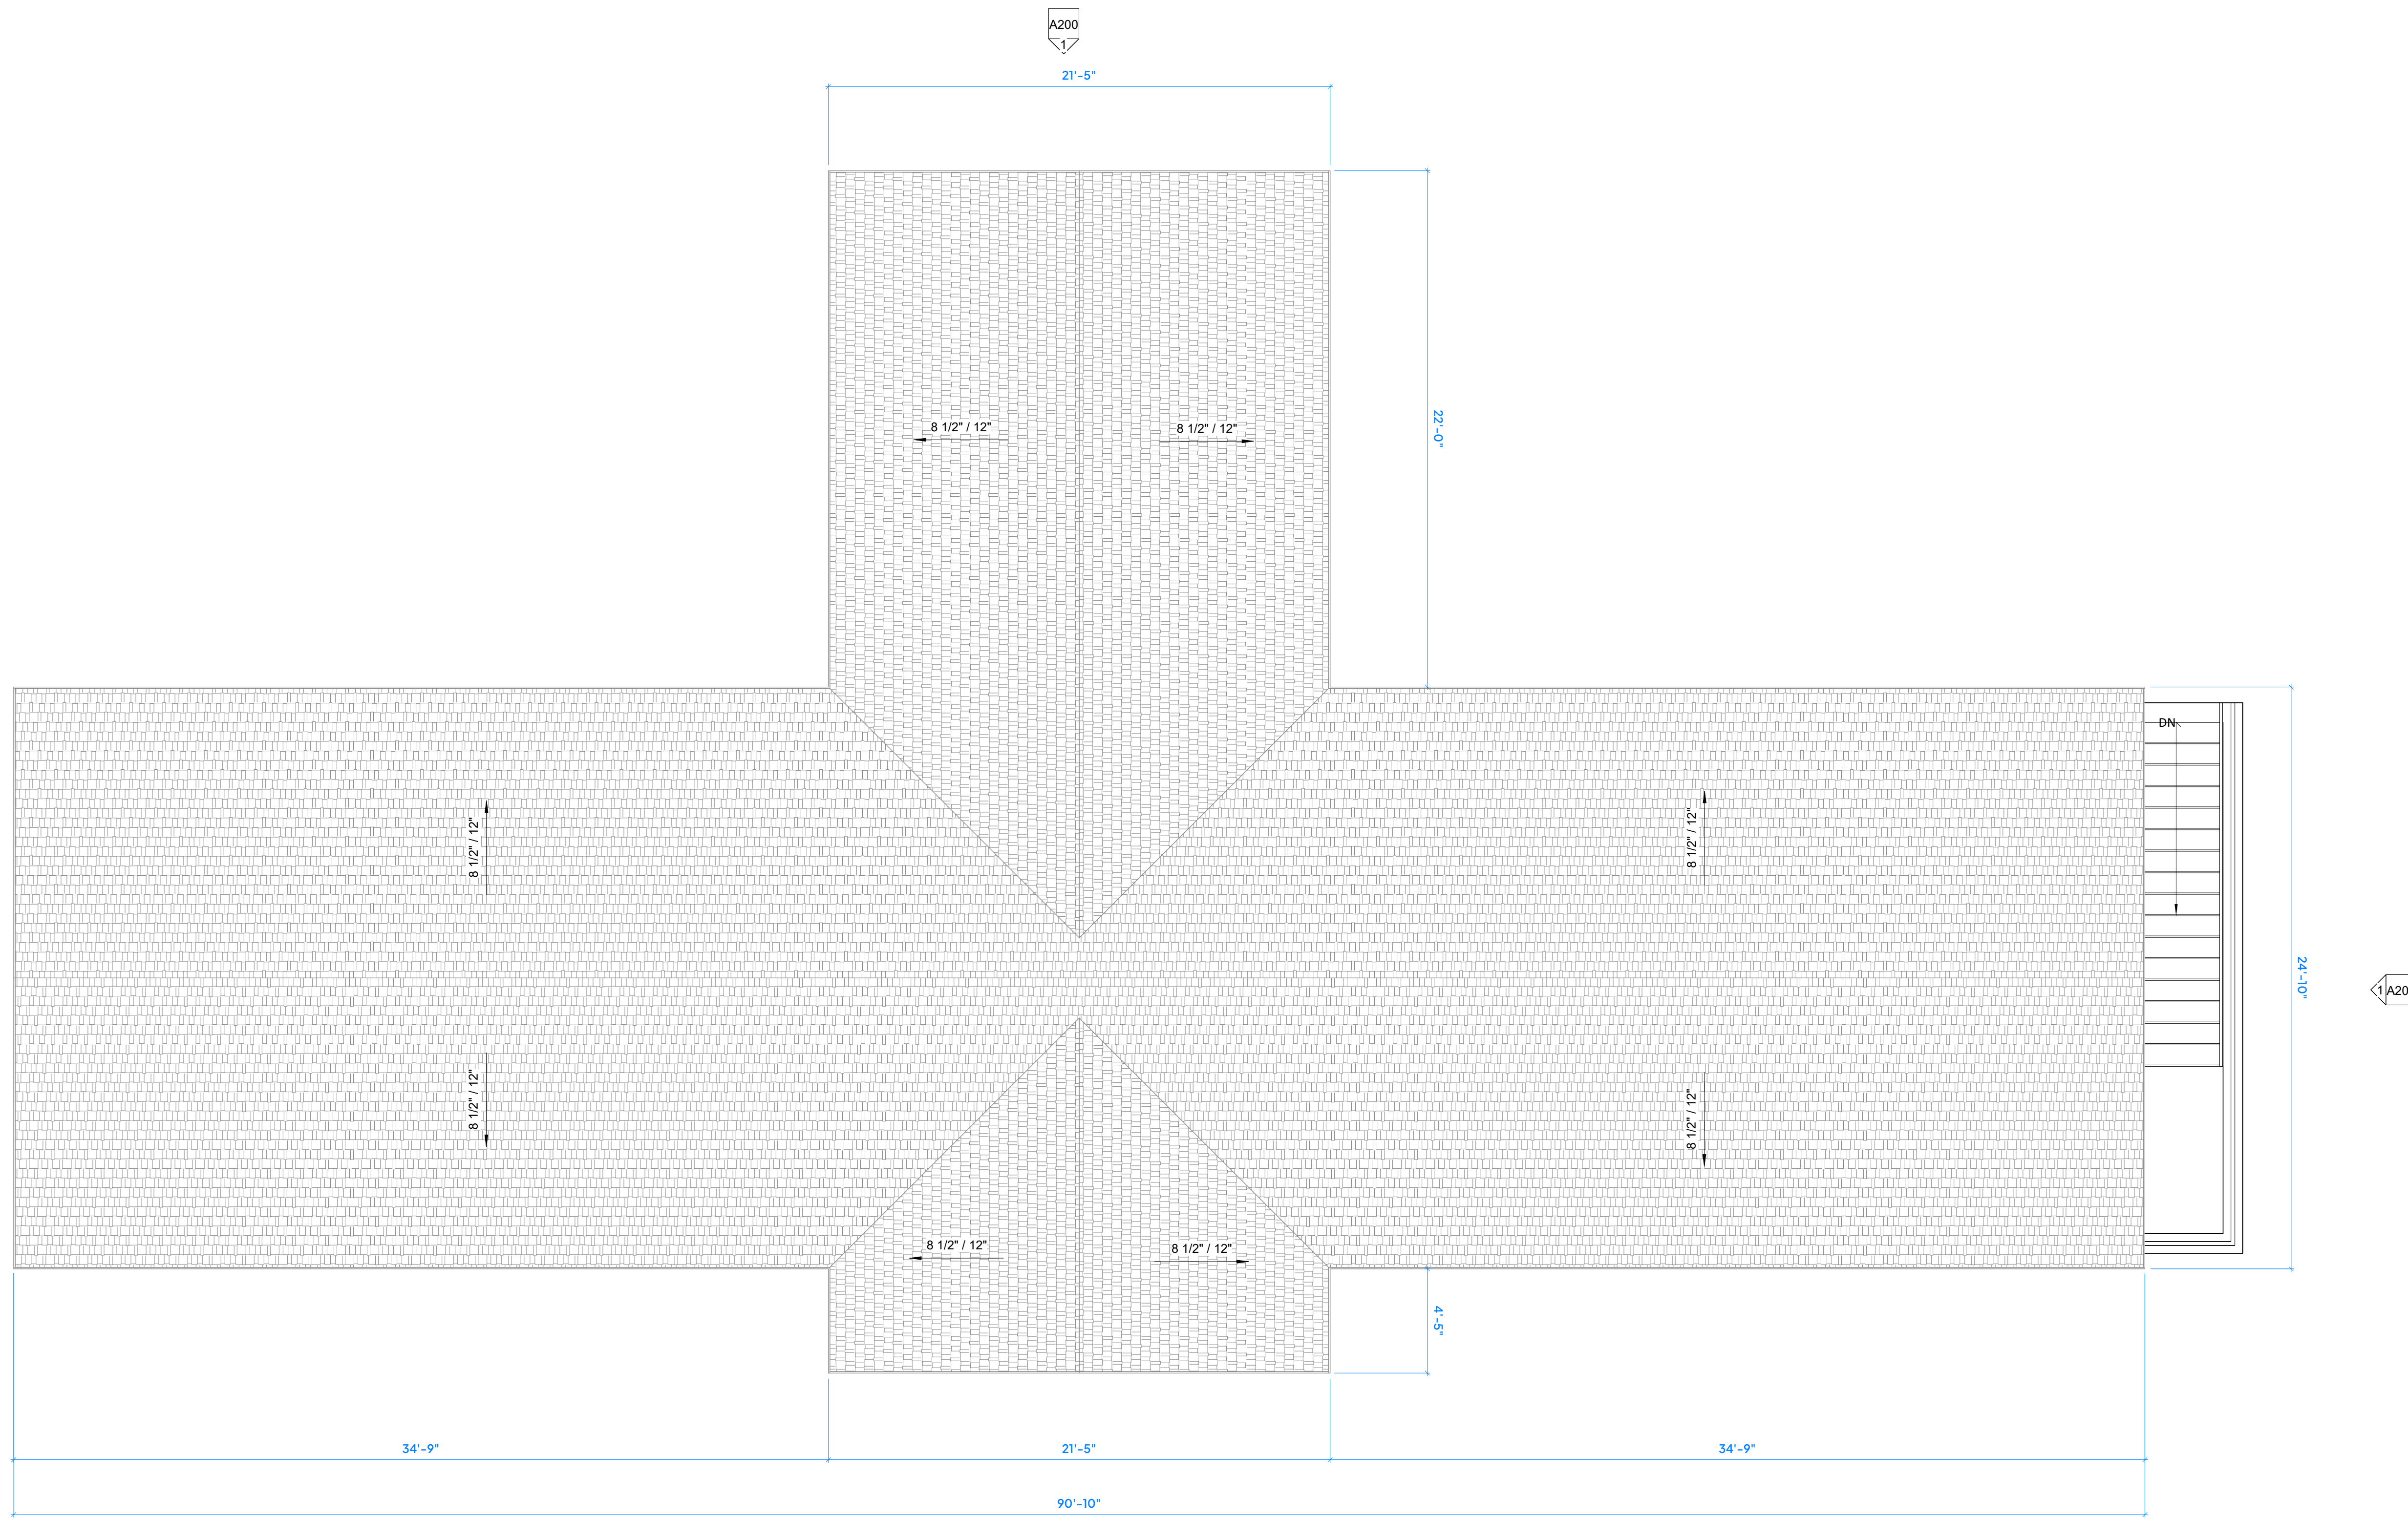 A200
1
21'-5"
22'-0"
8 1/2" / 12"
8 1/2" / 12"
DN
8 1/2" / 12"
8 1/2" / 12"
24'-10"
1
A20
8 1/2" / 12"
8 1/2" / 12"
8 1/2" / 12"
8 1/2" / 12"
4'-5"
34'-9"
21'-5"
34'-9"
90'-10"